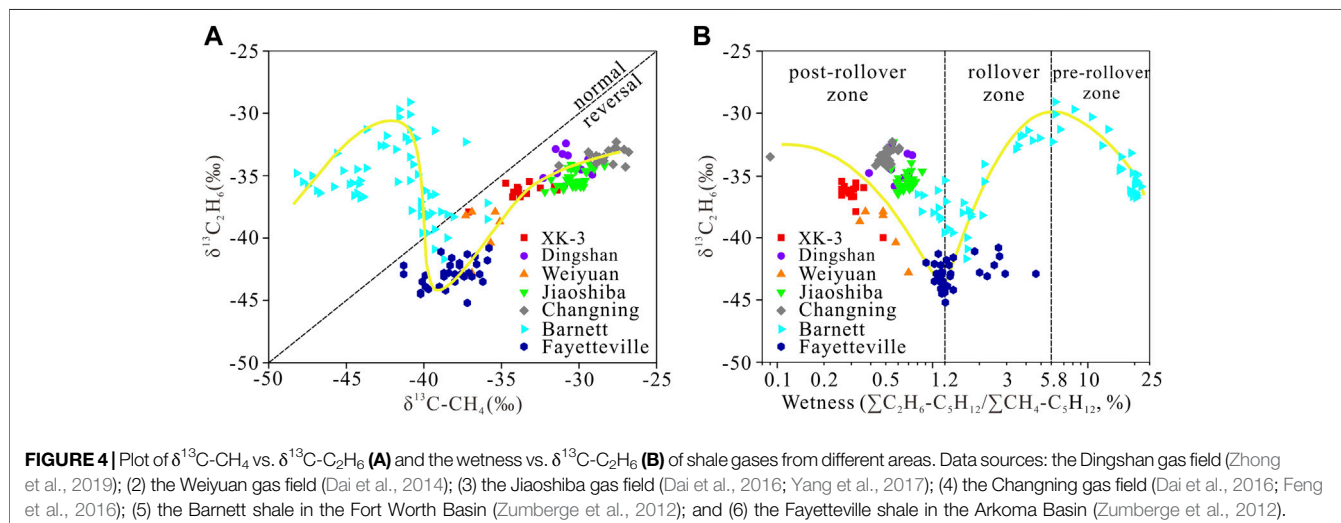 A
-25
-30
-35
-40
-45
-50
δ¹³C₂H₆(‰)
normal
reversal
XK-3
Dingshan
Weiyuan
Jiaoshiba
Changning
Barnett
Fayetteville
-50 -45 -40 -35 -30 -25
δ¹³C-CH₄(‰)
B
-25
-30
-35
-40
-45
-50
δ¹³C₂H₆(‰)
post-rollover zone
rollover zone
pre-rollover zone
XK-3
Dingshan
Weiyuan
Jiaoshiba
Changning
Barnett
Fayetteville
0.1 0.2 0.5 1.2 3 5.8 10 25
Wetness (∑C₂H₆-C₅H₁₂/∑CH₄-C₅H₁₂, %)
FIGURE 4 | Plot of δ¹³C-CH₄ vs. δ¹³C-C₂H₆ (A) and the wetness vs. δ¹³C-C₂H₆ (B) of shale gases from different areas. Data sources: the Dingshan gas field (Zhong
et al., 2019); (2) the Weiyuan gas field (Dai et al., 2014); (3) the Jiaoshiba gas field (Dai et al., 2016; Yang et al., 2017); (4) the Changning gas field (Dai et al., 2016; Feng
et al., 2016); (5) the Barnett shale in the Fort Worth Basin (Zumberge et al., 2012); and (6) the Fayetteville shale in the Arkoma Basin (Zumberge et al., 2012).